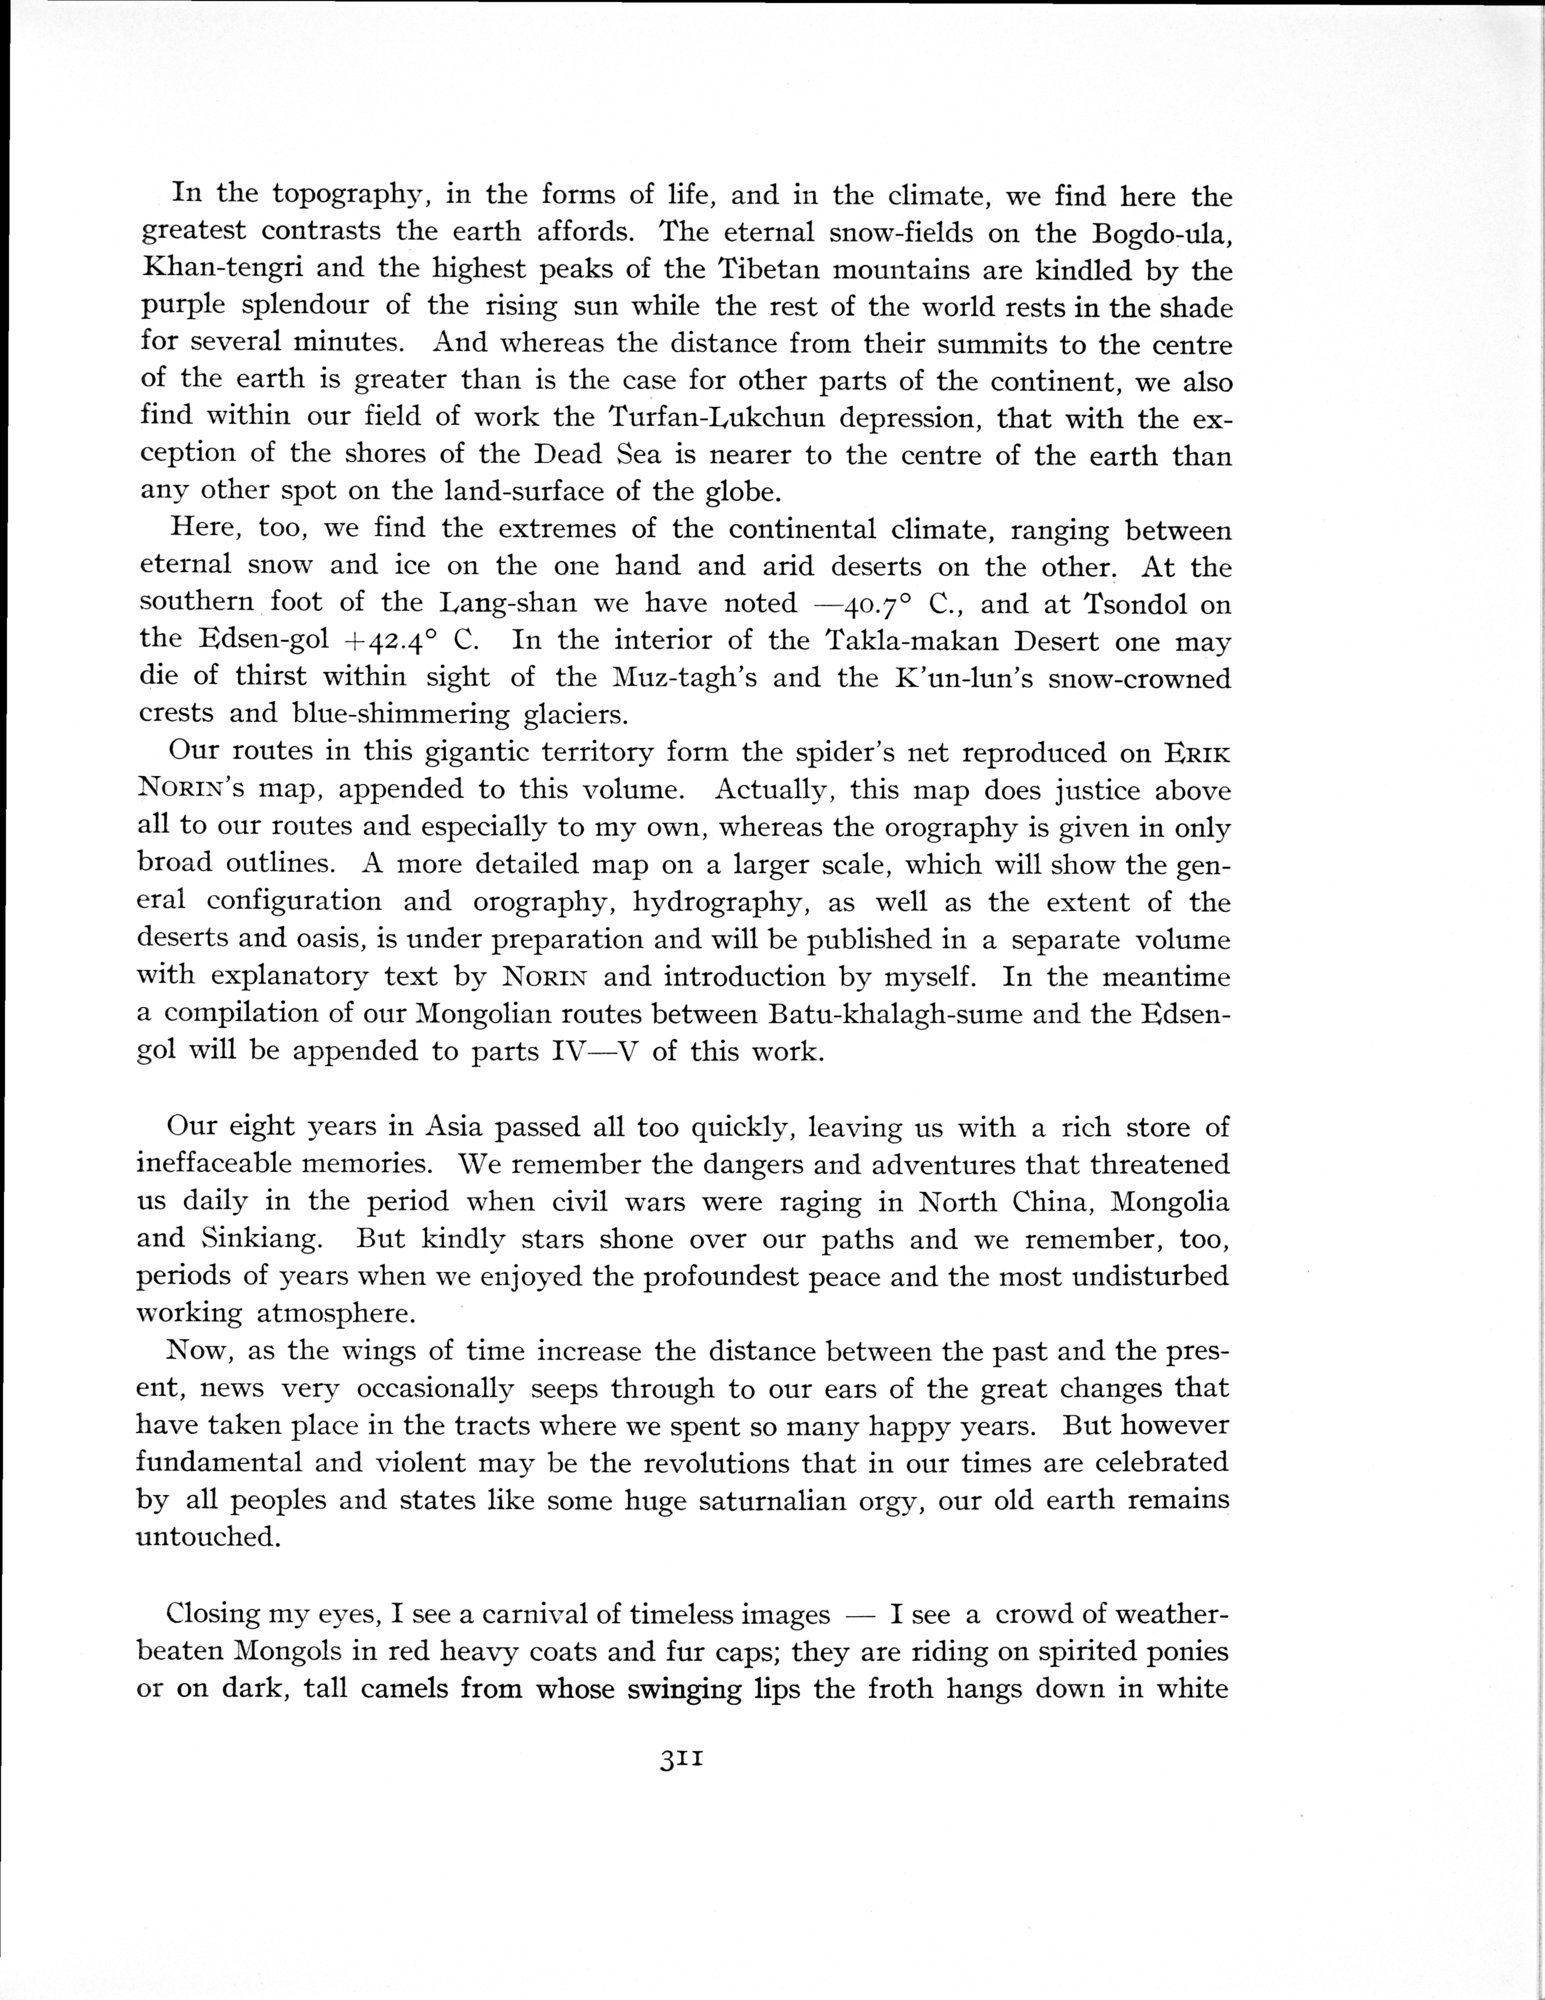 In the topography, in the forms of life, and in the climate, we find here the
greatest contrasts the earth affords. The eternal snow-fields on the Bogdo-ula,
Khan-tengri and the highest peaks of the Tibetan mountains are kindled by the
purple splendour of the rising sun while the rest of the world rests in the shade
for several minutes. And whereas the distance from their summits to the centre
of the earth is greater than is the case for other parts of the continent, we also
find within our field of work the Turfan-Lukchun depression, that with the ex-
ception of the shores of the Dead Sea is nearer to the centre of the earth than
any other spot on the land-surface of the globe.
Here, too, we find the extremes of the continental climate, ranging between
eternal snow and ice on the one hand and arid deserts on the other. At the
southern foot of the Lang-shan we have noted —40.7° C., and at Tsondol on
the Edsen-gol +42.4° C. In the interior of the Takla-makan Desert one may
die of thirst within sight of the Muz-tagh's and the K'un-lun's snow-crowned
crests and blue-shimmering glaciers.
Our routes in this gigantic territory form the spider's net reproduced on ERIK
NORIN's map, appended to this volume. Actually, this map does justice above
all to our routes and especially to my own, whereas the orography is given in only
broad outlines. A more detailed map on a larger scale, which will show the gen-
eral configuration and orography, hydrography, as well as the extent of the
deserts and oasis, is under preparation and will be published in a separate volume
with explanatory text by NORIN and introduction by myself. In the meantime
a compilation of our Mongolian routes between Batu-khalagh-sume and the Edsen-
gol will be appended to parts IV—V of this work.
Our eight years in Asia passed all too quickly, leaving us with a rich store of
ineffaceable memories. We remember the dangers and adventures that threatened
us daily in the period when civil wars were raging in North China, Mongolia
and Sinkiang. But kindly stars shone over our paths and we remember, too,
periods of years when we enjoyed the profoundest peace and the most undisturbed
working atmosphere.
Now, as the wings of time increase the distance between the past and the pres-
ent, news very occasionally seeps through to our ears of the great changes that
have taken place in the tracts where we spent so many happy years. But however
fundamental and violent may be the revolutions that in our times are celebrated
by all peoples and states like some huge saturnalian orgy, our old earth remains
untouched.
Closing my eyes, I see a carnival of timeless images — I see a crowd of weather-
beaten Mongols in red heavy coats and fur caps; they are riding on spirited ponies
or on dark, tall camels from whose swinging lips the froth hangs down in white
311